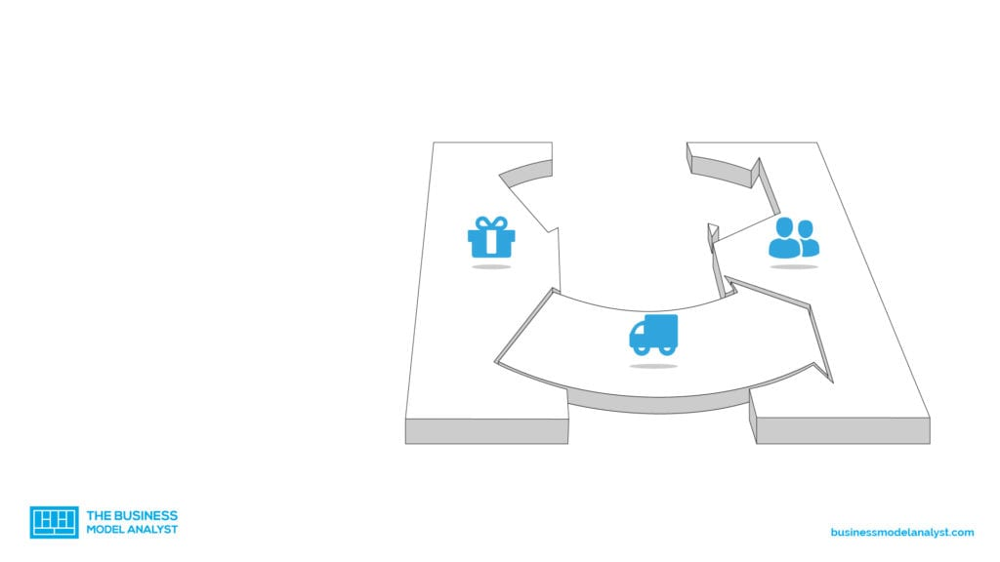 THE BUSINESS
MODEL ANALYST
businessmodelanalyst.com